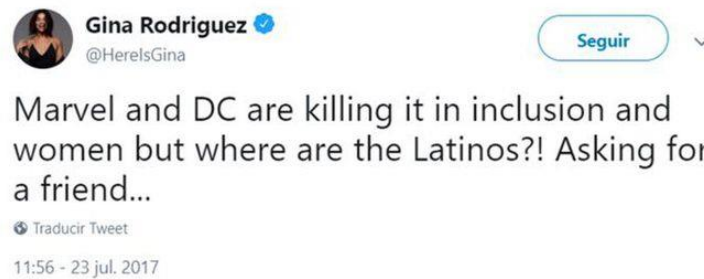 Gina Rodriguez
@HereIsGina
Seguir
Marvel and DC are killing it in inclusion and
women but where are the Latinos?! Asking for
a friend...
Traducir Tweet
11:56 - 23 jul. 2017